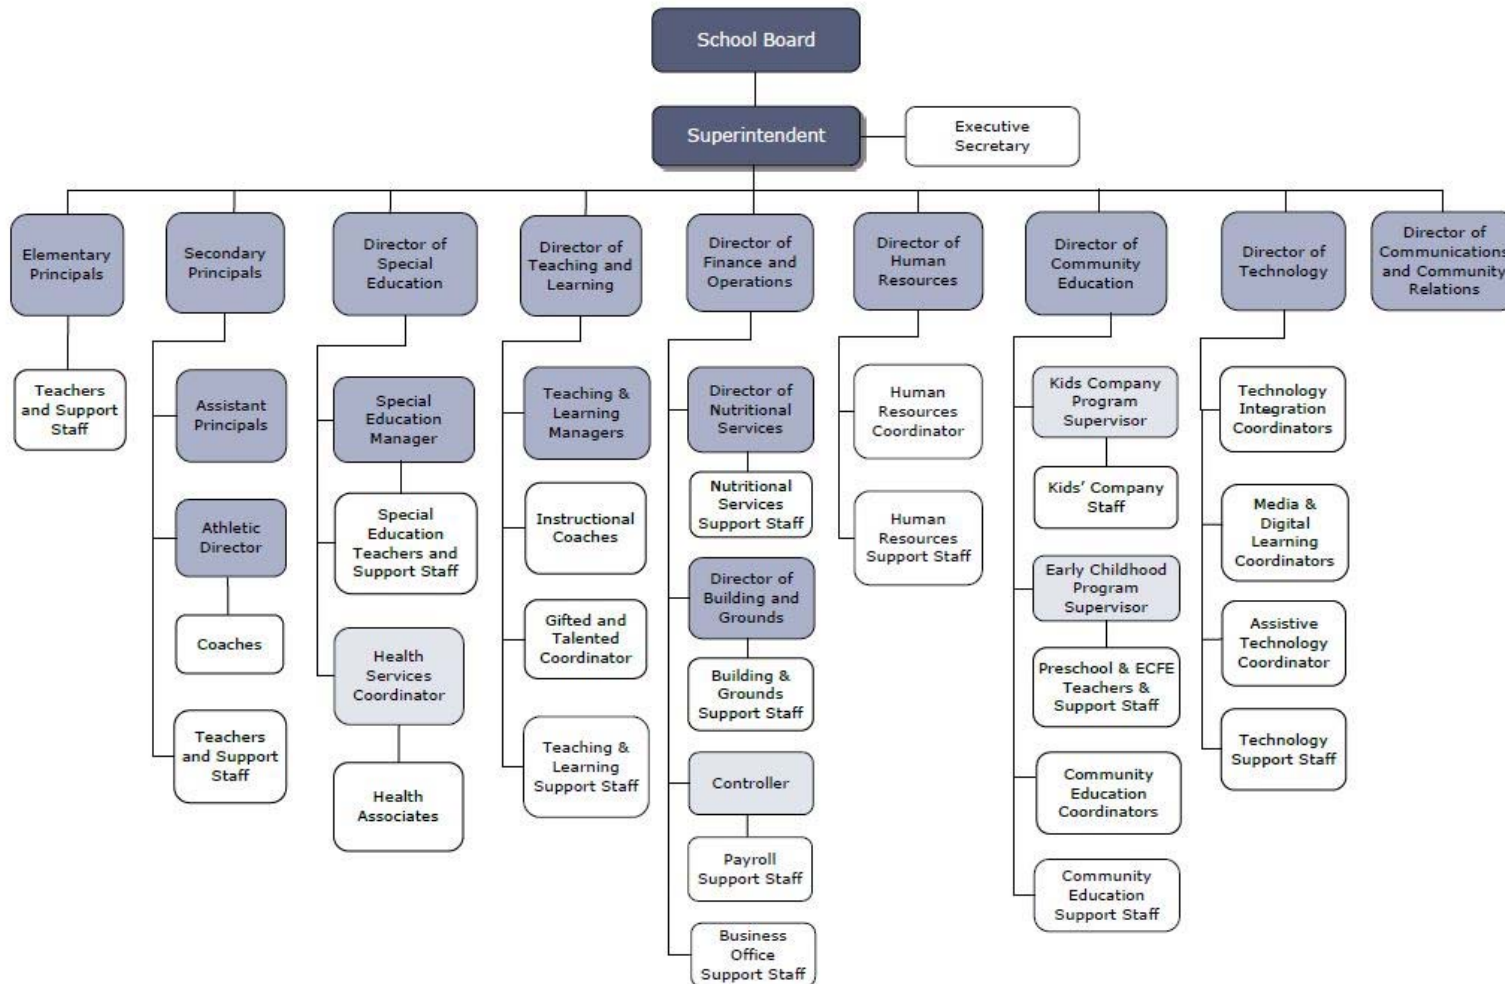 School Board
Superintendent
Executive
Secretary
Elementary
Principals
Secondary
Principals
Director of
Special
Education
Director of
Teaching and
Learning
Director of
Finance and
Operations
Director of
Human
Resources
Director of
Community
Education
Director of
Technology
Director of
Communications
and Community
Relations
Teachers
and Support
Staff
Assistant
Principals
Athletic
Director
Coaches
Teachers
and Support
Staff
Special
Education
Manager
Special
Education
Teachers and
Support Staff
Health
Services
Coordinator
Health
Associates
Teaching &
Learning
Managers
Instructional
Coaches
Gifted and
Talented
Coordinator
Teaching &
Learning
Support Staff
Director of
Nutritional
Services
Nutritional
Services
Support Staff
Director of
Building and
Grounds
Building &
Grounds
Support Staff
Controller
Payroll
Support Staff
Business
Office
Support Staff
Human
Resources
Coordinator
Human
Resources
Support Staff
Kids Company
Program
Supervisor
Kids' Company
Staff
Early Childhood
Program
Supervisor
Preschool & ECFE
Teachers &
Support Staff
Community
Education
Coordinators
Community
Education
Support Staff
Technology
Integration
Coordinators
Media &
Digital
Learning
Coordinators
Assistive
Technology
Coordinator
Technology
Support Staff